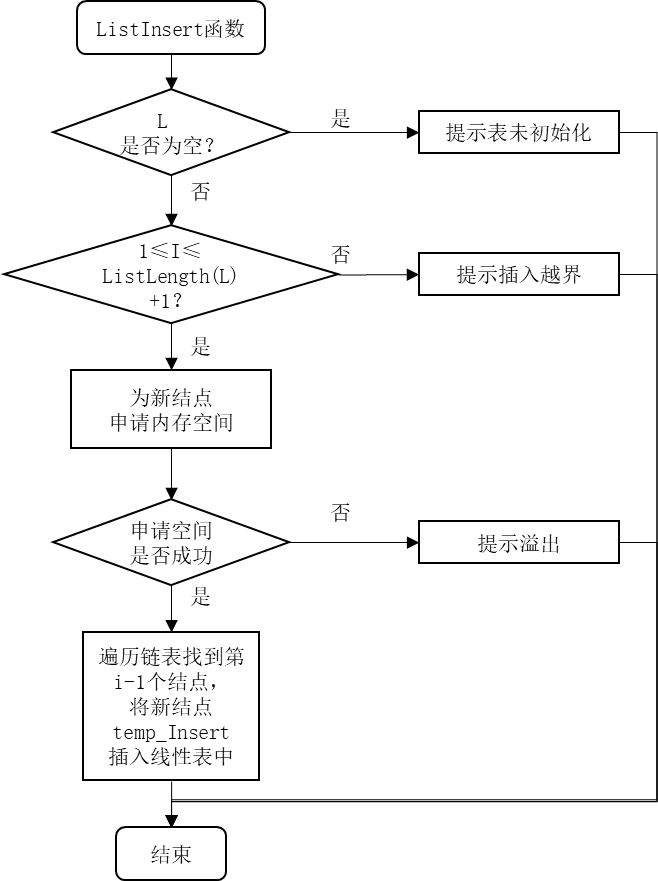 ListInsert函数
L
是否为空？
是
提示表未初始化
否
1≤I≤
ListLength(L)
+1？
否
提示插入越界
是
为新结点
申请内存空间
申请空间
是否成功
否
提示溢出
是
遍历链表找到第
i-1个结点，
将新结点
temp_Insert
插入线性表中
结束